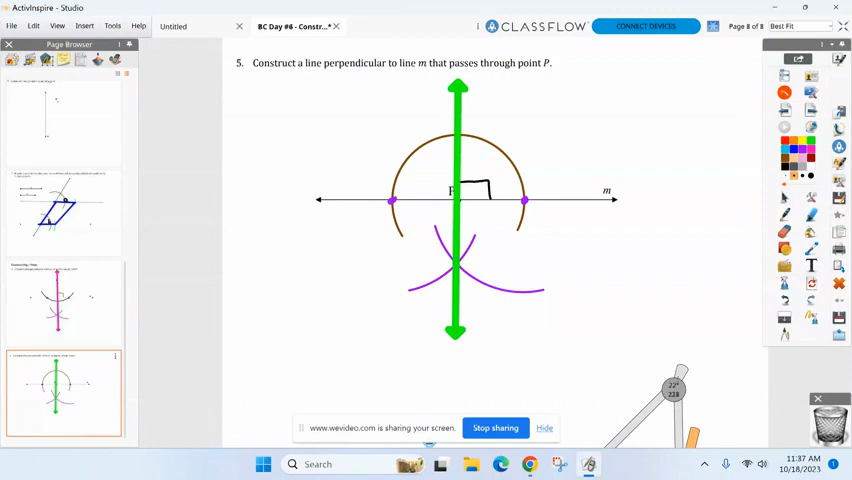 ActivInspire - Studio
File Edit View Insert Tools Help
Untitled
BC Day #6 - Constr...*
CLASSFLOW
CONNECT DEVICES
Page 8 of 8
Best Fit
Page Browser
5. Construct a line perpendicular to line m that passes through point P.
P
m
www.wevideo.com is sharing your screen.
Stop sharing
Hide
Search
11:37 AM
10/18/2023